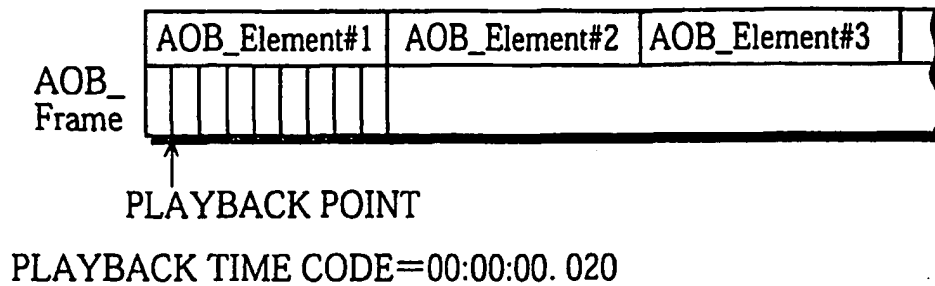 AOB_Element#1 AOB_Element#2 AOB_Element#3
AOB_
Frame
PLAYBACK POINT
PLAYBACK TIME CODE=00:00:00. 020